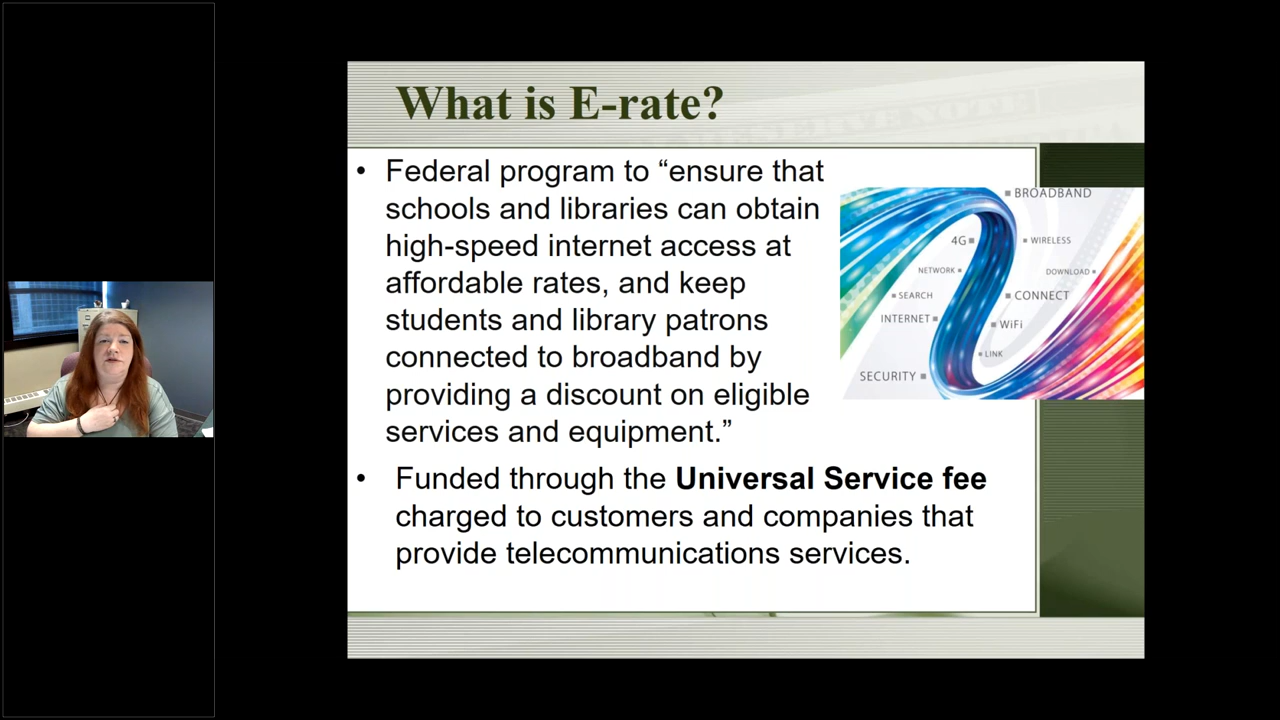 What is E-rate?
• Federal program to “ensure that
schools and libraries can obtain
high-speed internet access at
affordable rates, and keep
students and library patrons
connected to broadband by
providing a discount on eligible
services and equipment.”
• Funded through the Universal Service fee
charged to customers and companies that
provide telecommunications services.
BROADBAND
4G
WIRELESS
NETWORK
DOWNLOAD
SEARCH
CONNECT
INTERNET
WiFi
LINK
SECURITY